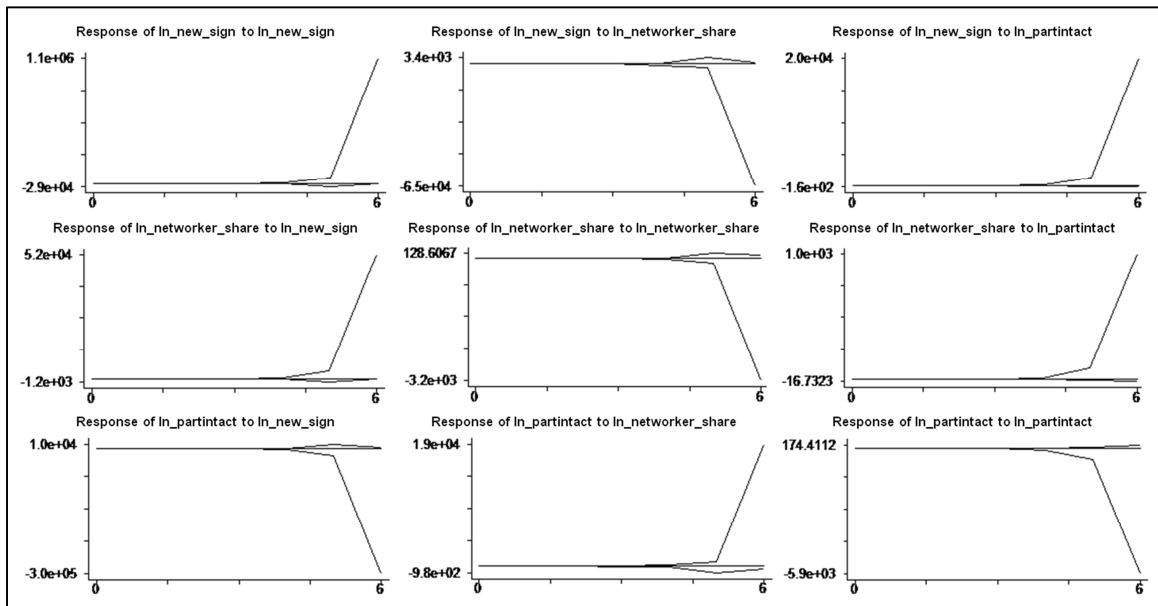 Response of ln_new_sign to ln_new_sign
1.1e+06
-2.9e+04
0
6
Response of ln_new_sign to ln_networker_share
3.4e+03
-6.5e+04
0
6
Response of ln_new_sign to ln_partintact
2.0e+04
-1.6e+02
0
6
Response of ln_networker_share to ln_new_sign
5.2e+04
-1.2e+03
0
6
Response of ln_networker_share to ln_networker_share
128.6067
-3.2e+03
0
6
Response of ln_networker_share to ln_partintact
1.0e+03
-16.7323
0
6
Response of ln_partintact to ln_new_sign
1.0e+04
-3.0e+05
0
6
Response of ln_partintact to ln_networker_share
1.9e+04
-9.8e+02
0
6
Response of ln_partintact to ln_partintact
174.4112
-5.9e+03
0
6